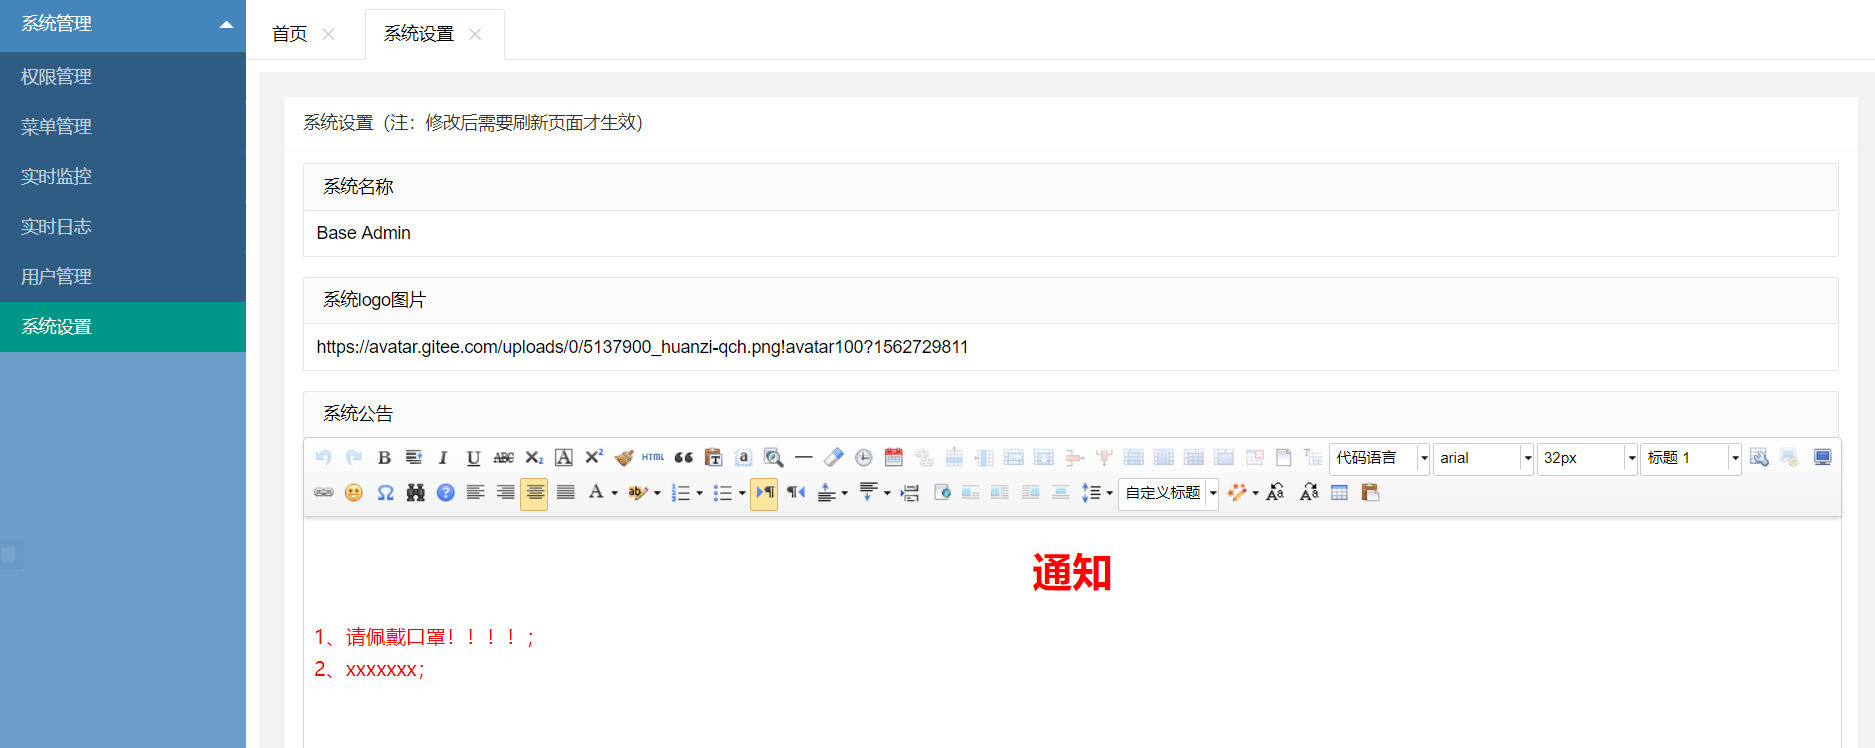 系统管理
权限管理
菜单管理
实时监控
实时日志
用户管理
系统设置
首页
系统设置
系统设置（注：修改后需要刷新页面才生效）
系统名称
Base Admin
系统logo图片
https://avatar.gitee.com/uploads/0/5137900_huanzi-qch.png!avatar100?1562729811
系统公告
HTML
代码语言 arial 32px 标题 1
自定义标题
通知
1、请佩戴口罩！！！！；
2、xxxxxxx；